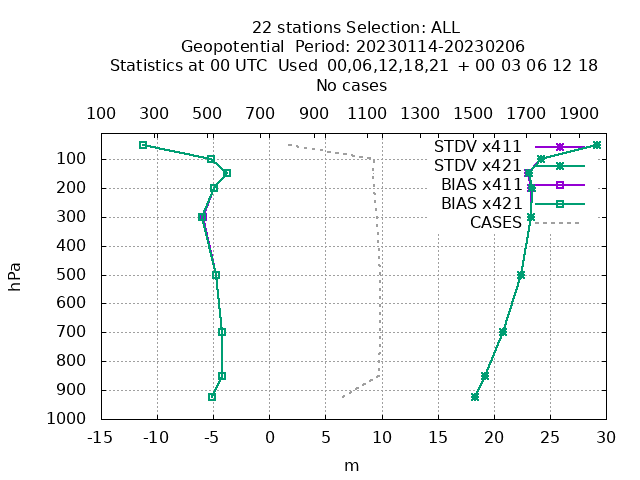 22 stations Selection: ALL
Geopotential  Period: 20230114-20230206
Statistics at 00 UTC  Used  00,06,12,18,21  + 00 03 06 12 18
No cases
100 300 500 700 900 1100 1300 1500 1700 1900
STDV x411
STDV x421
BIAS x411
BIAS x421
CASES
100
200
300
400
500
600
700
800
900
1000
hPa
-15 -10 -5 0 5 10 15 20 25 30
m